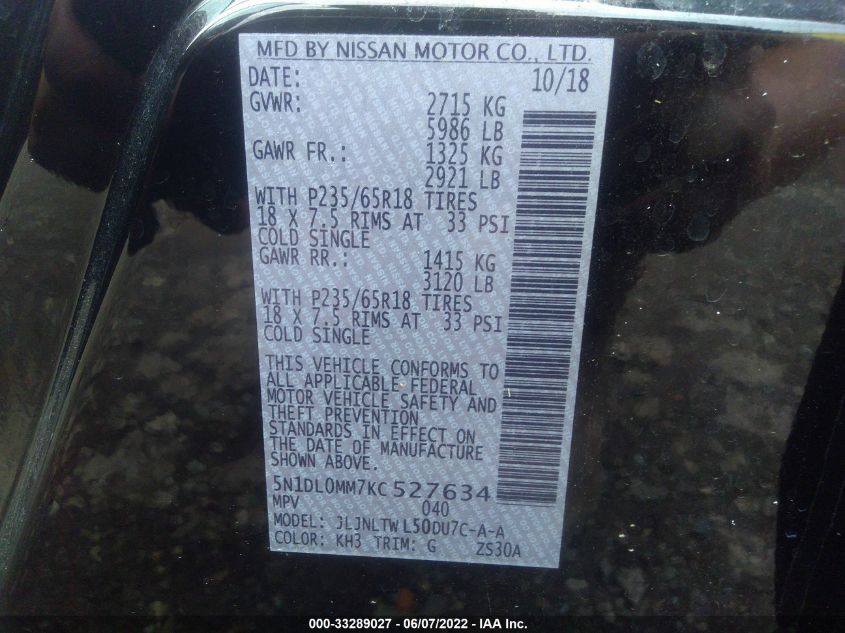 MFD BY NISSAN MOTOR CO., LTD.
DATE: 10/18
GVWR: 2715 KG
5986 LB
GAWR FR.: 1325 KG
2921 LB
WITH P235/65R18 TIRES
18 X 7.5 RIMS AT 33 PSI
COLD SINGLE
GAWR RR.: 1415 KG
3120 LB
WITH P235/65R18 TIRES
18 X 7.5 RIMS AT 33 PSI
COLD SINGLE
THIS VEHICLE CONFORMS TO
ALL APPLICABLE FEDERAL
MOTOR VEHICLE SAFETY AND
THEFT PREVENTION
STANDARDS IN EFFECT ON
THE DATE OF MANUFACTURE
SHOWN ABOVE.
5N1DL0MM7KC527634
MPV 040
MODEL: JLJNLTWL50DU7C-A-A
COLOR: KH3 TRIM: G ZS30A
000-33289027 - 06/07/2022 - IAA Inc.